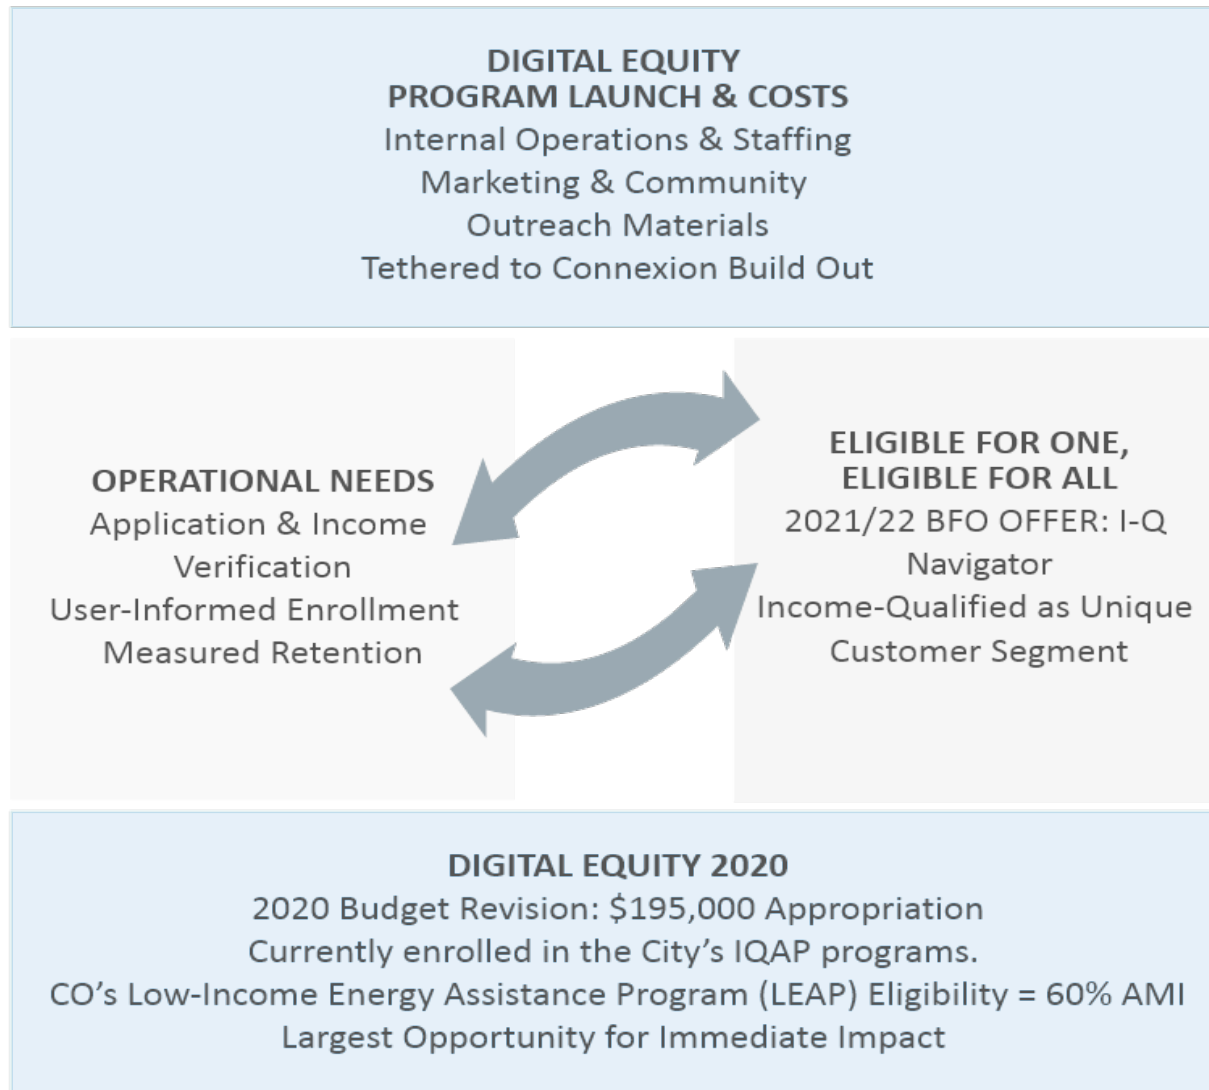 DIGITAL EQUITY
PROGRAM LAUNCH & COSTS
Internal Operations & Staffing
Marketing & Community
Outreach Materials
Tethered to Connexion Build Out
OPERATIONAL NEEDS
Application & Income
Verification
User-Informed Enrollment
Measured Retention
ELIGIBLE FOR ONE,
ELIGIBLE FOR ALL
2021/22 BFO OFFER: I-Q
Navigator
Income-Qualified as Unique
Customer Segment
DIGITAL EQUITY 2020
2020 Budget Revision: $195,000 Appropriation
Currently enrolled in the City’s IQAP programs.
CO’s Low-Income Energy Assistance Program (LEAP) Eligibility = 60% AMI
Largest Opportunity for Immediate Impact